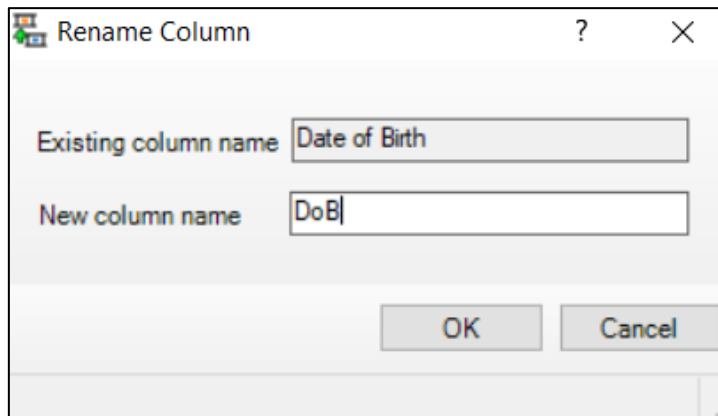 Rename Column ?
Existing column name Date of Birth
New column name DoB
OK Cancel